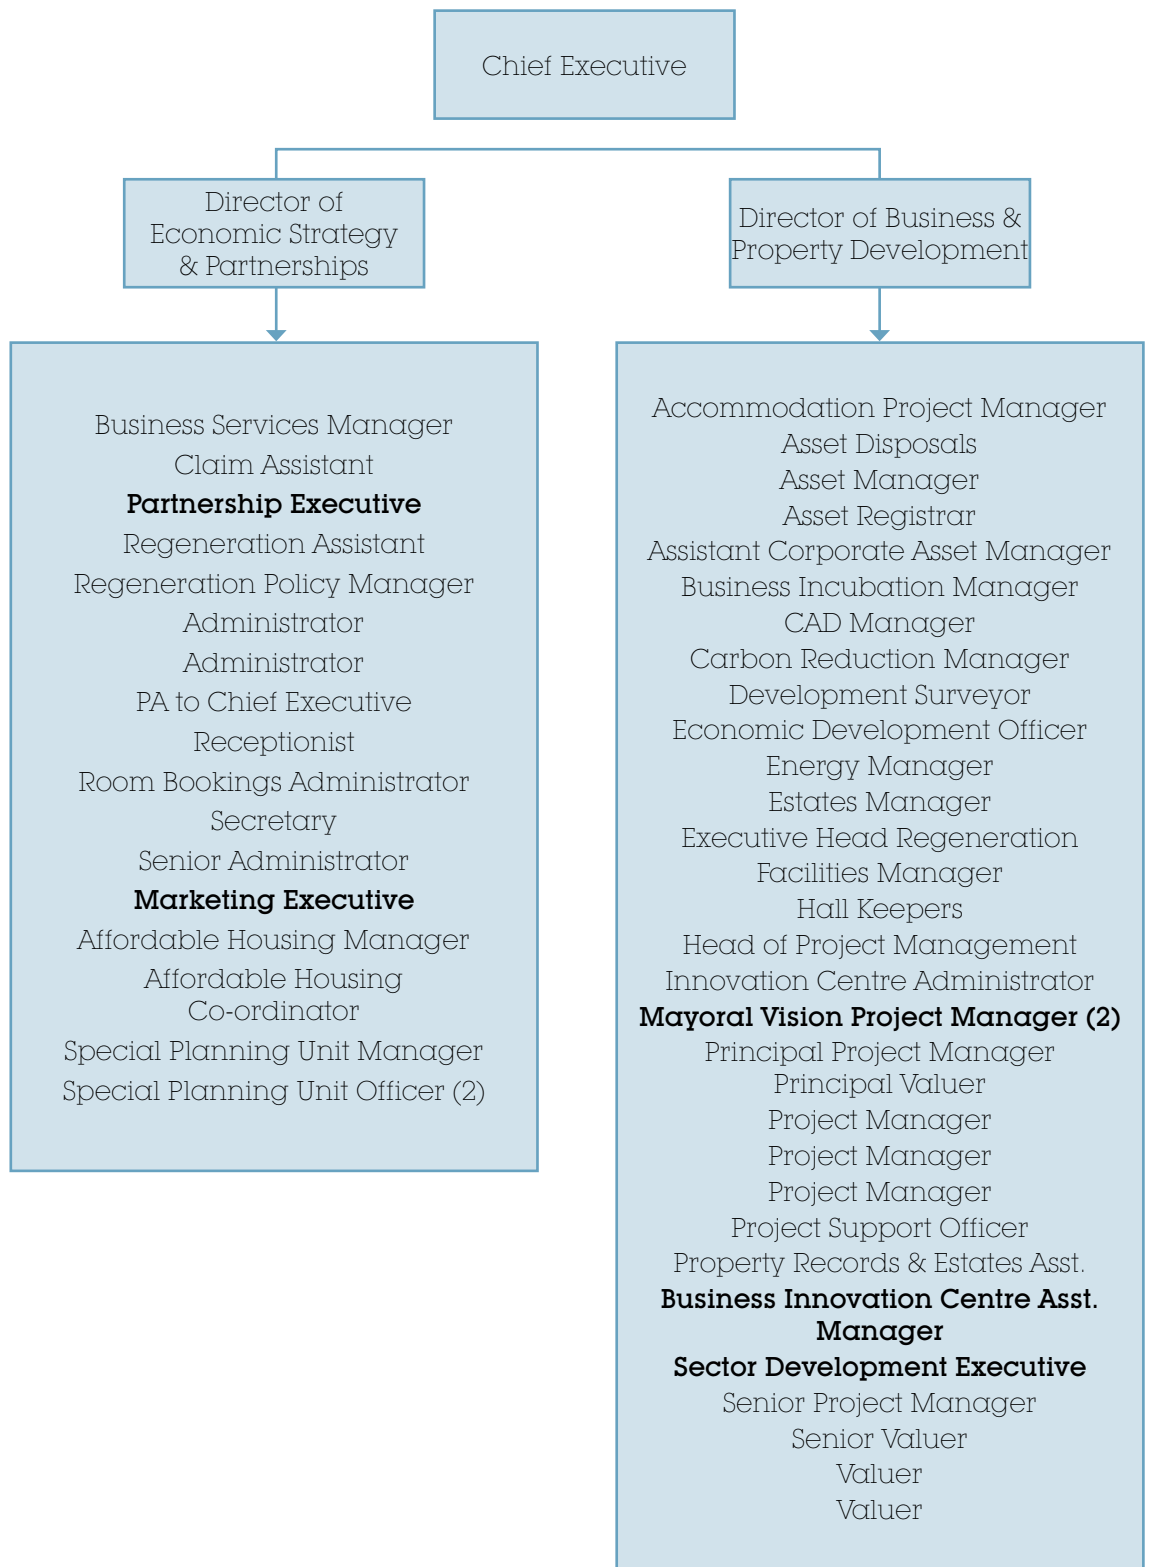 Chief Executive
Director of
Economic Strategy
& Partnerships
Director of Business &
Property Development
Business Services Manager
Claim Assistant
Partnership Executive
Regeneration Assistant
Regeneration Policy Manager
Administrator
Administrator
PA to Chief Executive
Receptionist
Room Bookings Administrator
Secretary
Senior Administrator
Marketing Executive
Affordable Housing Manager
Affordable Housing
Co-ordinator
Special Planning Unit Manager
Special Planning Unit Officer (2)
Accommodation Project Manager
Asset Disposals
Asset Manager
Asset Registrar
Assistant Corporate Asset Manager
Business Incubation Manager
CAD Manager
Carbon Reduction Manager
Development Surveyor
Economic Development Officer
Energy Manager
Estates Manager
Executive Head Regeneration
Facilities Manager
Hall Keepers
Head of Project Management
Innovation Centre Administrator
Mayoral Vision Project Manager (2)
Principal Project Manager
Principal Valuer
Project Manager
Project Manager
Project Manager
Project Support Officer
Property Records & Estates Asst.
Business Innovation Centre Asst.
Manager
Sector Development Executive
Senior Project Manager
Senior Valuer
Valuer
Valuer